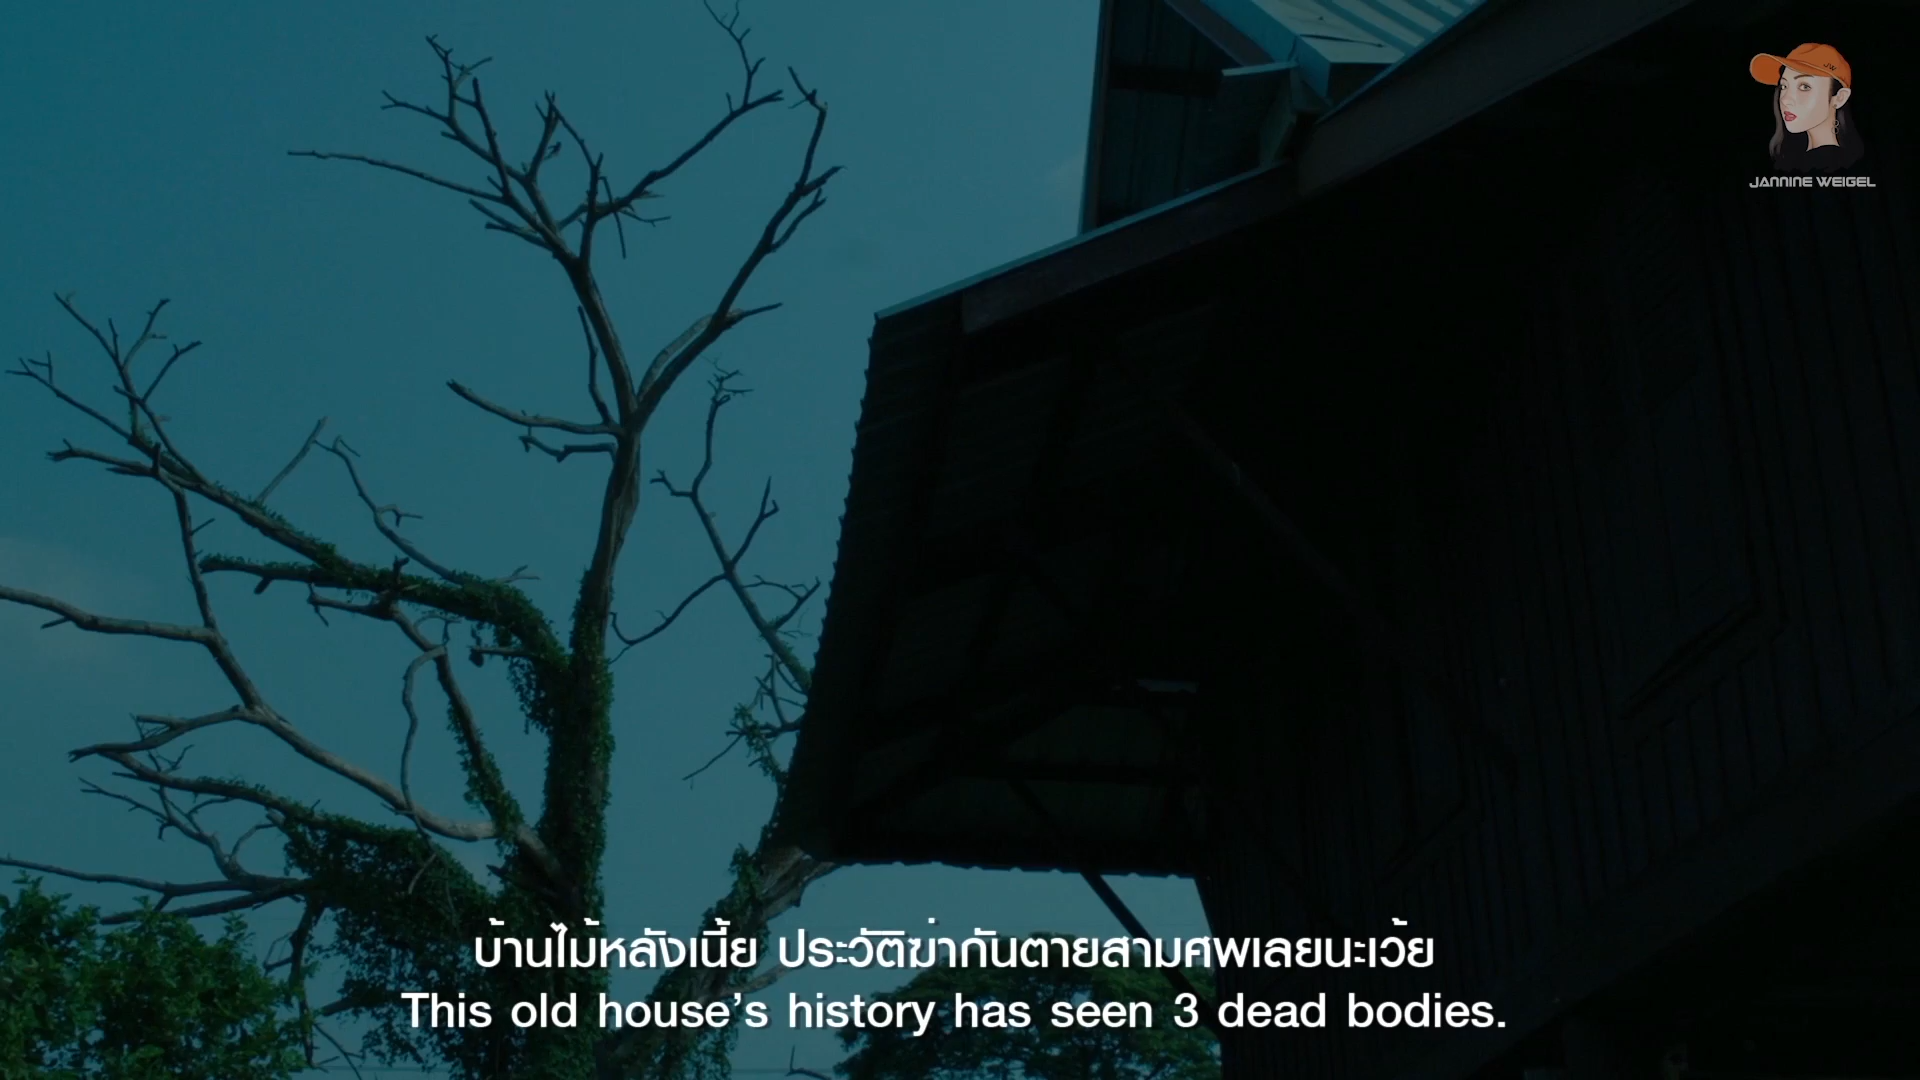 JANNINE WEIGEL
บ้านไม้หลังเนี้ย ประวัติฆ่ากันตายสามศพเลยนะเว้ย
This old house’s history has seen 3 dead bodies.